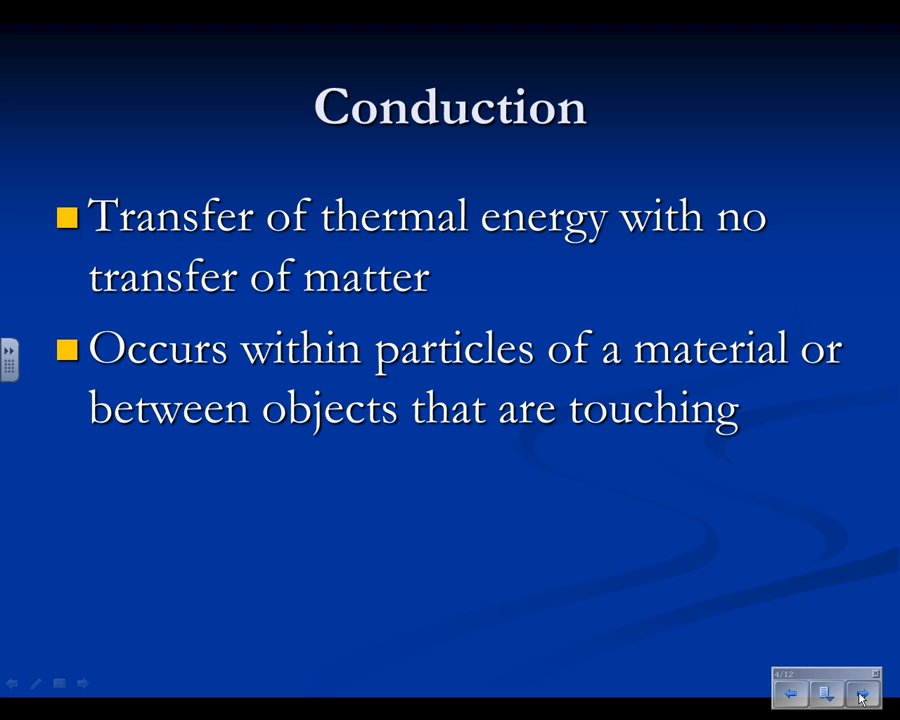 Conduction
Transfer of thermal energy with no
transfer of matter
Occurs within particles of a material or
between objects that are touching
4/12